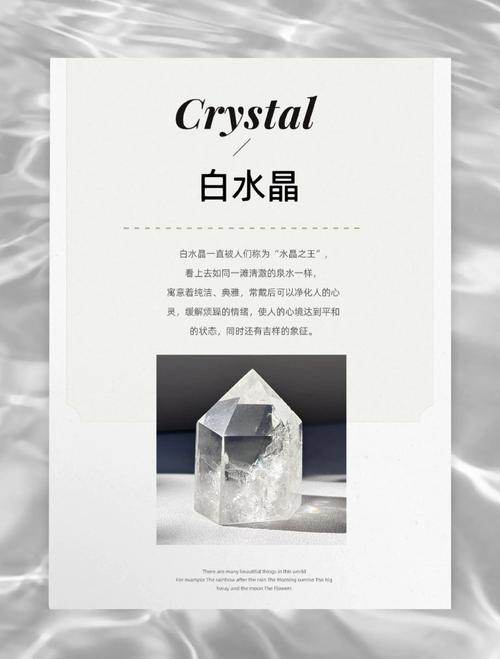 Crystal
白水晶
白水晶一直被人们称为“水晶之王”，
看上去如同一滩清澈的泉水一样，
寓意着纯洁、典雅，常戴后可以净化人的心
灵，缓解烦躁的情绪，使人的心境达到平和
的状态，同时还有吉祥的象征。
There are many beautiful things in this world
For example The rainbow after the rain The Morning sunrise The big
heray and the moon The Flowers